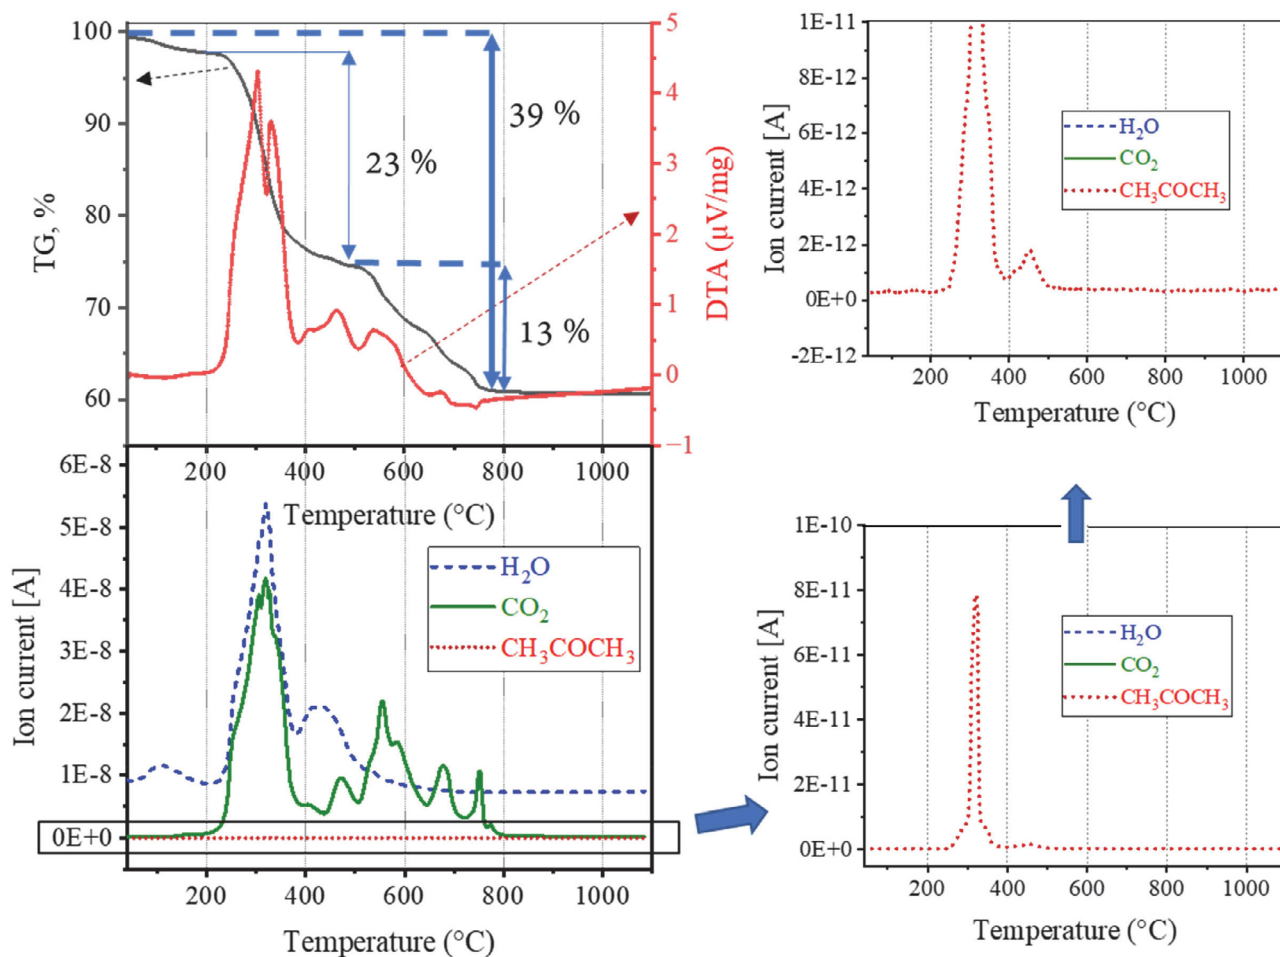 100
90
80
70
60
TG, %
39 %
23 %
13 %
5
4
3
2
1
0
−1
DTA (μV/mg)
200 400 600 800 1000
Temperature (°C)
6E-8
5E-8
4E-8
3E-8
2E-8
1E-8
0E+0
Ion current [A]
H₂O
CO₂
CH₃COCH₃
200 400 600 800 1000
Temperature (°C)
1E-11
8E-12
6E-12
4E-12
2E-12
0E+0
-2E-12
Ion current [A]
H₂O
CO₂
CH₃COCH₃
200 400 600 800 1000
Temperature (°C)
1E-10
8E-11
6E-11
4E-11
2E-11
0E+0
Ion current [A]
H₂O
CO₂
CH₃COCH₃
200 400 600 800 1000
Temperature (°C)